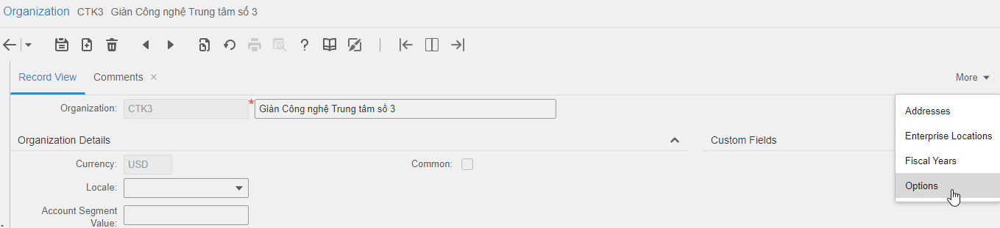 Organization CTK3 Giàn Công nghệ Trung tâm số 3
?
Record View Comments × More
Organization: CTK3 * Giàn Công nghệ Trung tâm số 3
Addresses
Organization Details Custom Fields
Enterprise Locations
Currency: USD Common:
Fiscal Years
Locale:
Options
Account Segment
Value: